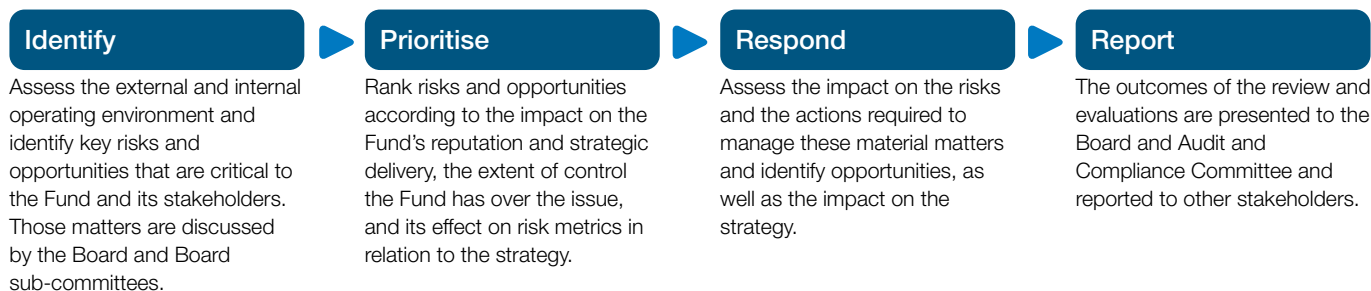 Identify
Assess the external and internal
operating environment and
identify key risks and
opportunities that are critical to
the Fund and its stakeholders.
Those matters are discussed
by the Board and Board
sub-committees.
Prioritise
Rank risks and opportunities
according to the impact on the
Fund's reputation and strategic
delivery, the extent of control
the Fund has over the issue,
and its effect on risk metrics in
relation to the strategy.
Respond
Assess the impact on the risks
and the actions required to
manage these material matters
and identify opportunities, as
well as the impact on the
strategy.
Report
The outcomes of the review and
evaluations are presented to the
Board and Audit and
Compliance Committee and
reported to other stakeholders.